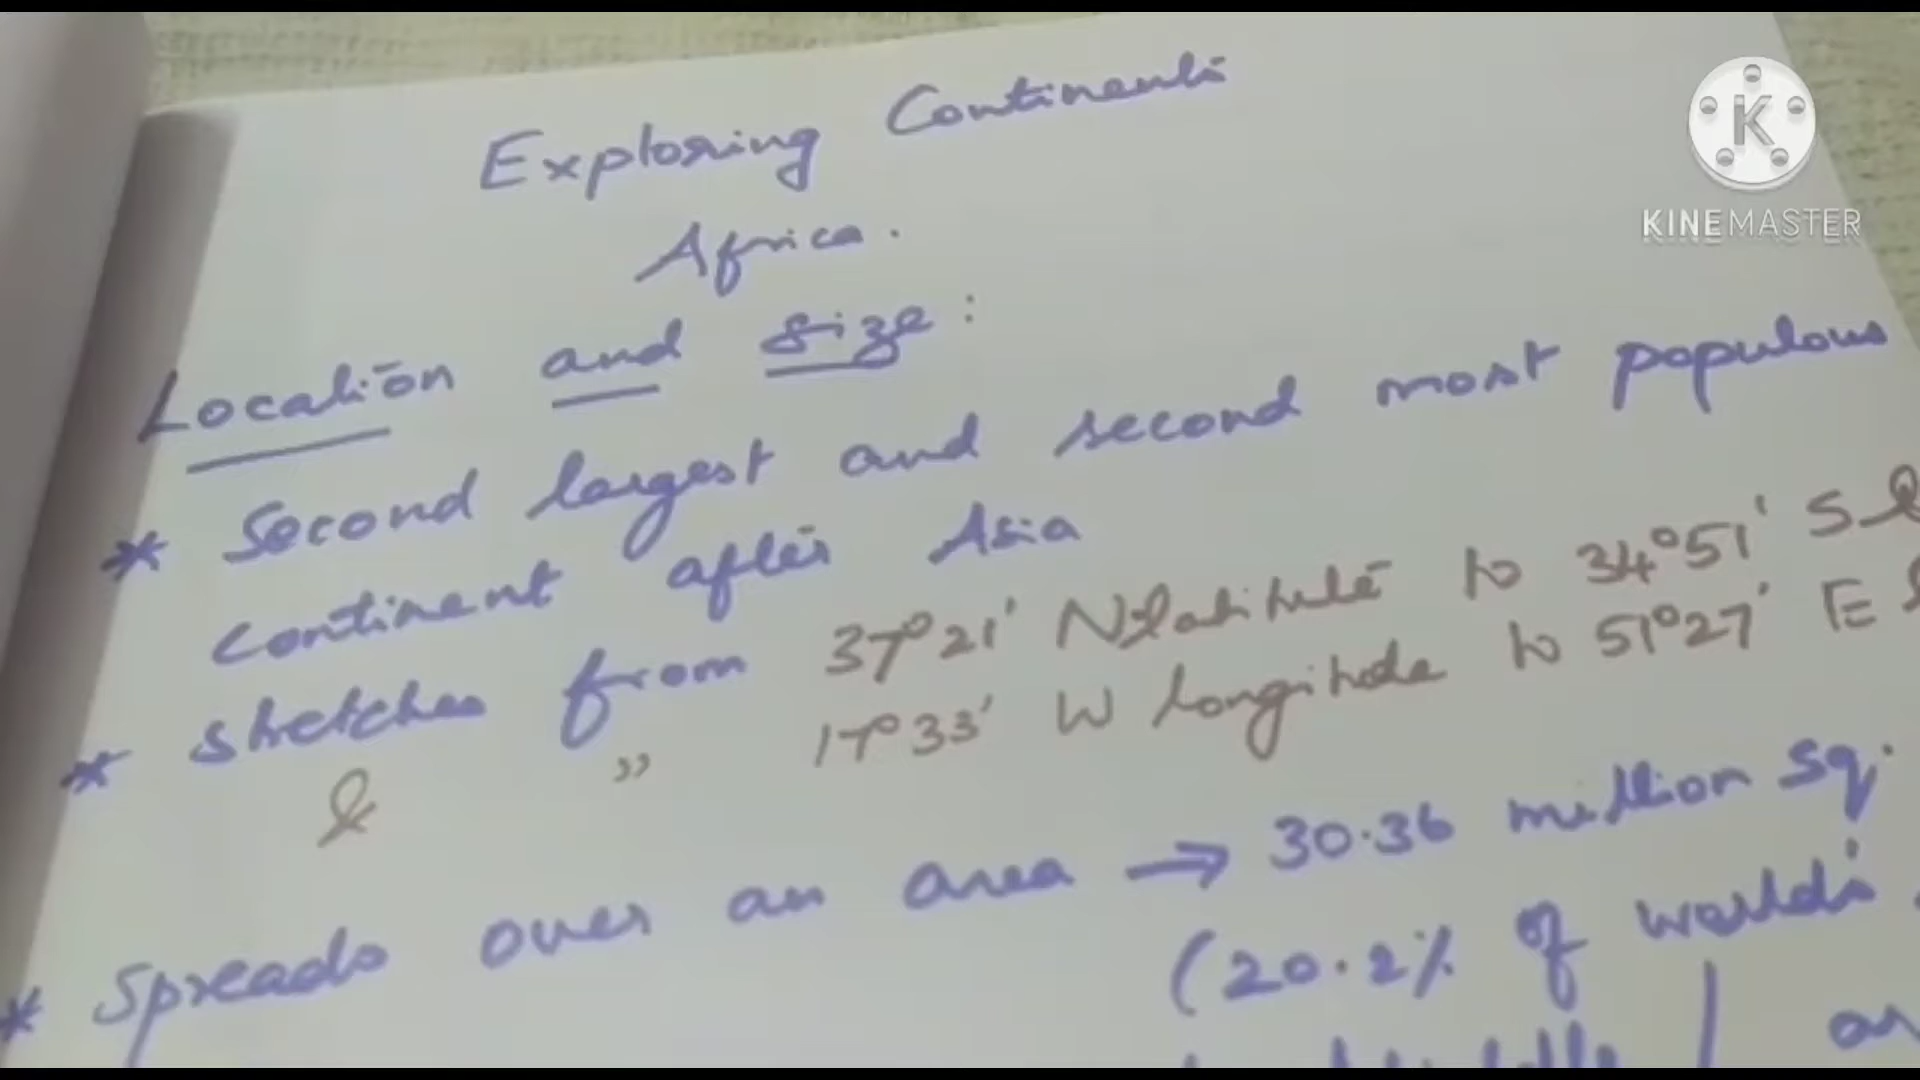 Exploring Continents
Africa.
Location and size:
* Second largest and second most populous
continent after Asia
* stretches from 37°21' N latitude to 34°51' S
& " 17°33' W longitude to 51°27' E
* Spreads over an area → 30.36 million sq.
(20.2% of world's
K
KINEMASTER